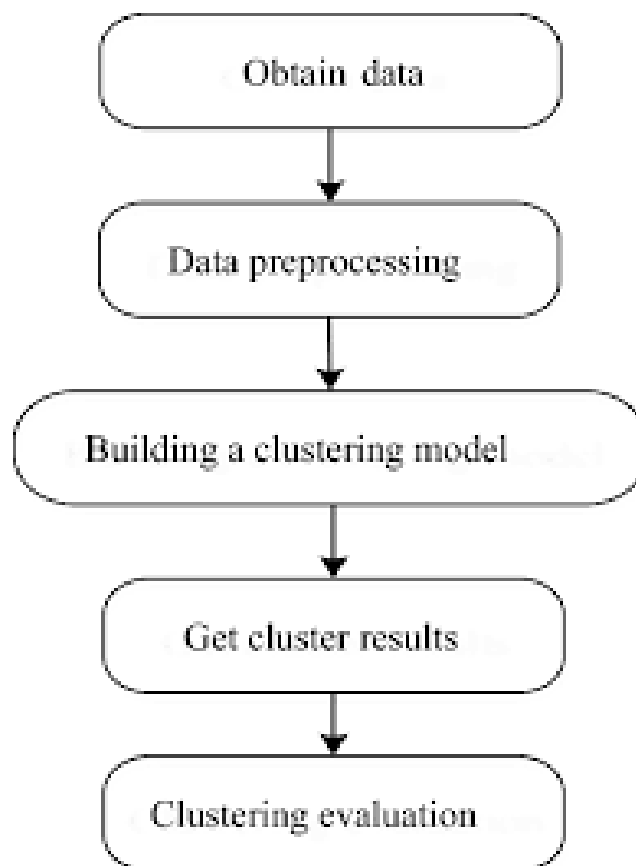 Obtain data
Data preprocessing
Building a clustering model
Get cluster results
Clustering evaluation